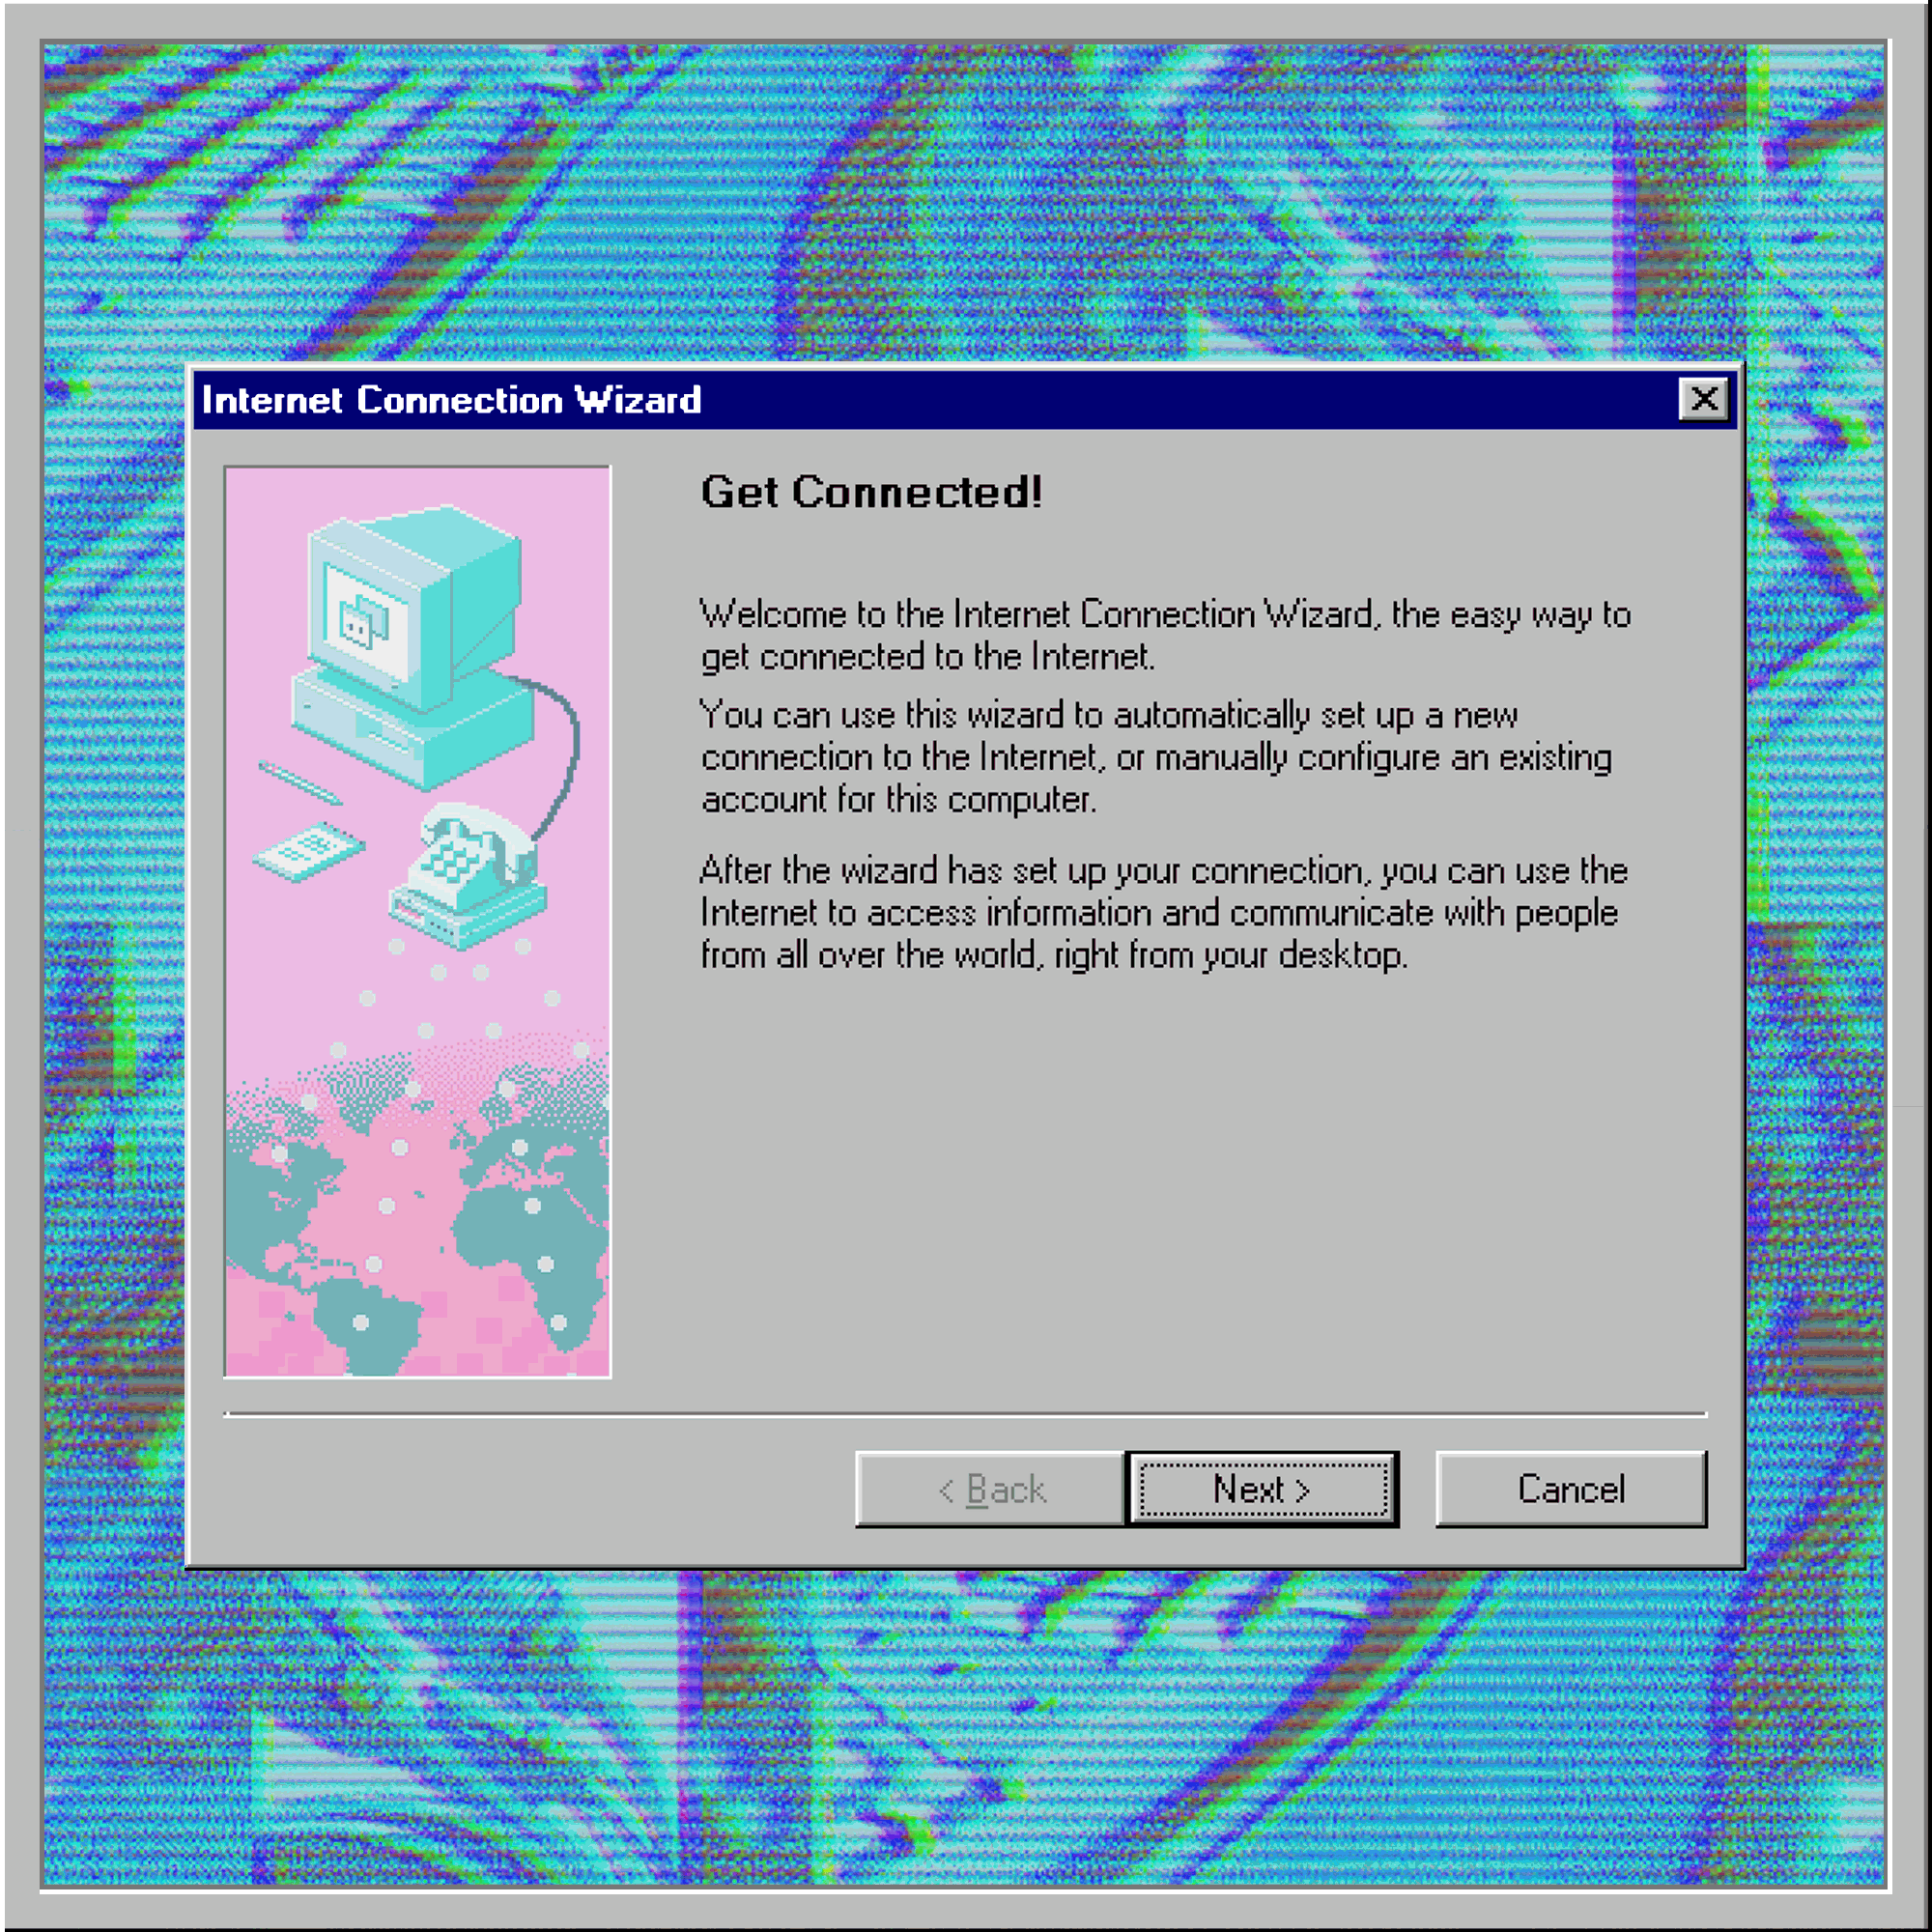 Internet Connection Wizard
Get Connected!
Welcome to the Internet Connection Wizard, the easy way to
get connected to the Internet.
You can use this wizard to automatically set up a new
connection to the Internet, or manually configure an existing
account for this computer.
After the wizard has set up your connection, you can use the
Internet to access information and communicate with people
from all over the world, right from your desktop.
< Back Next > Cancel